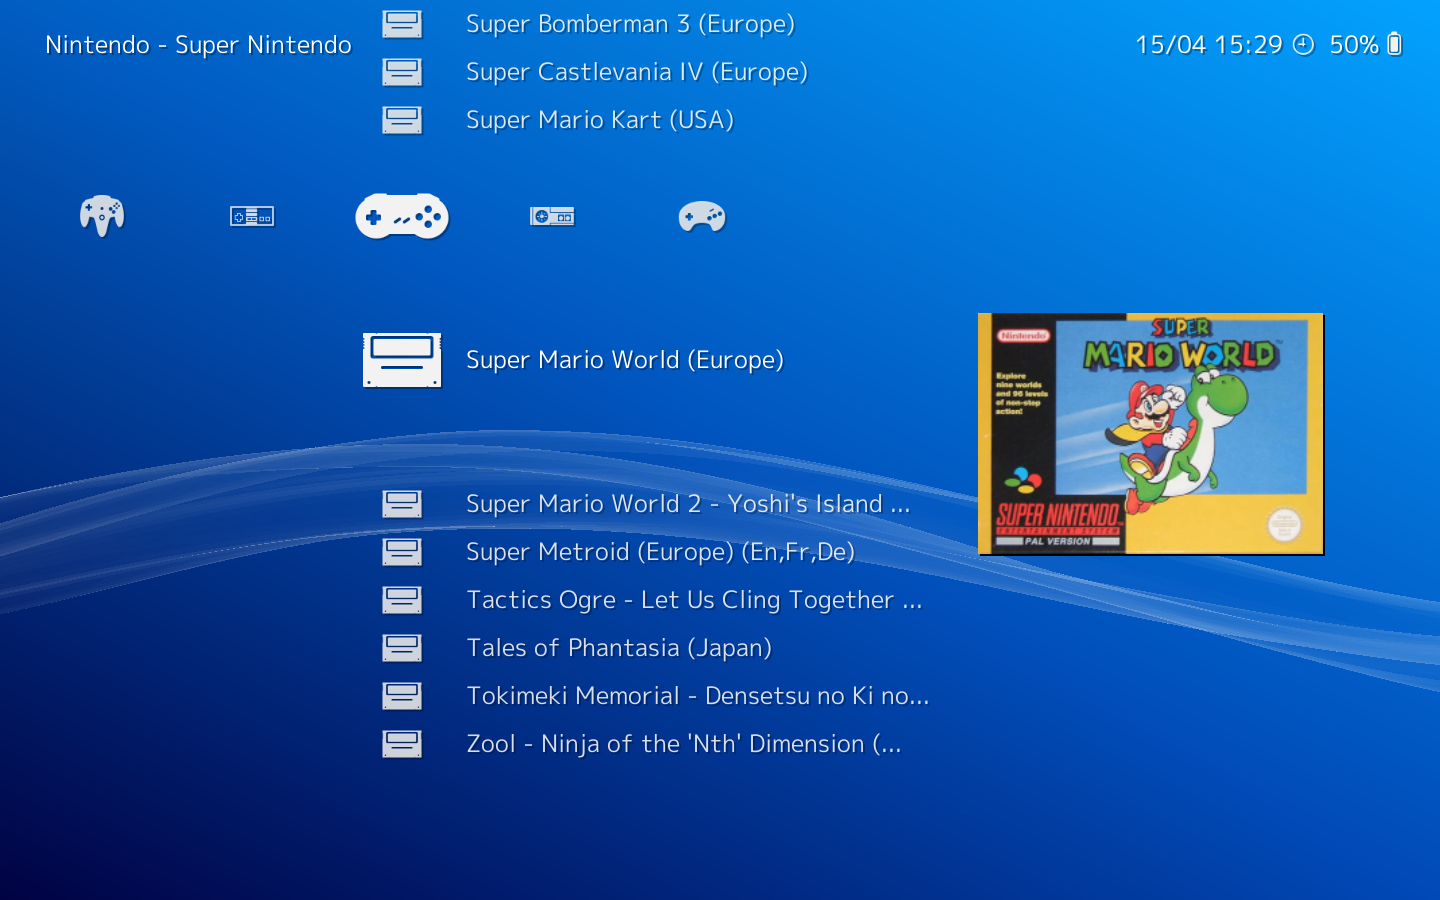 Nintendo - Super Nintendo
15/04 15:29
50%
Super Bomberman 3 (Europe)
Super Castlevania IV (Europe)
Super Mario Kart (USA)
Super Mario World (Europe)
Super Mario World 2 - Yoshi's Island ...
Super Metroid (Europe) (En,Fr,De)
Tactics Ogre - Let Us Cling Together ...
Tales of Phantasia (Japan)
Tokimeki Memorial - Densetsu no Ki no...
Zool - Ninja of the 'Nth' Dimension (...
Nintendo
SUPER
MARIO WORLD
Explore
nine worlds
and 96 levels
of non-stop
action!
SUPER NINTENDO
ENTERTAINMENT SYSTEM
PAL VERSION